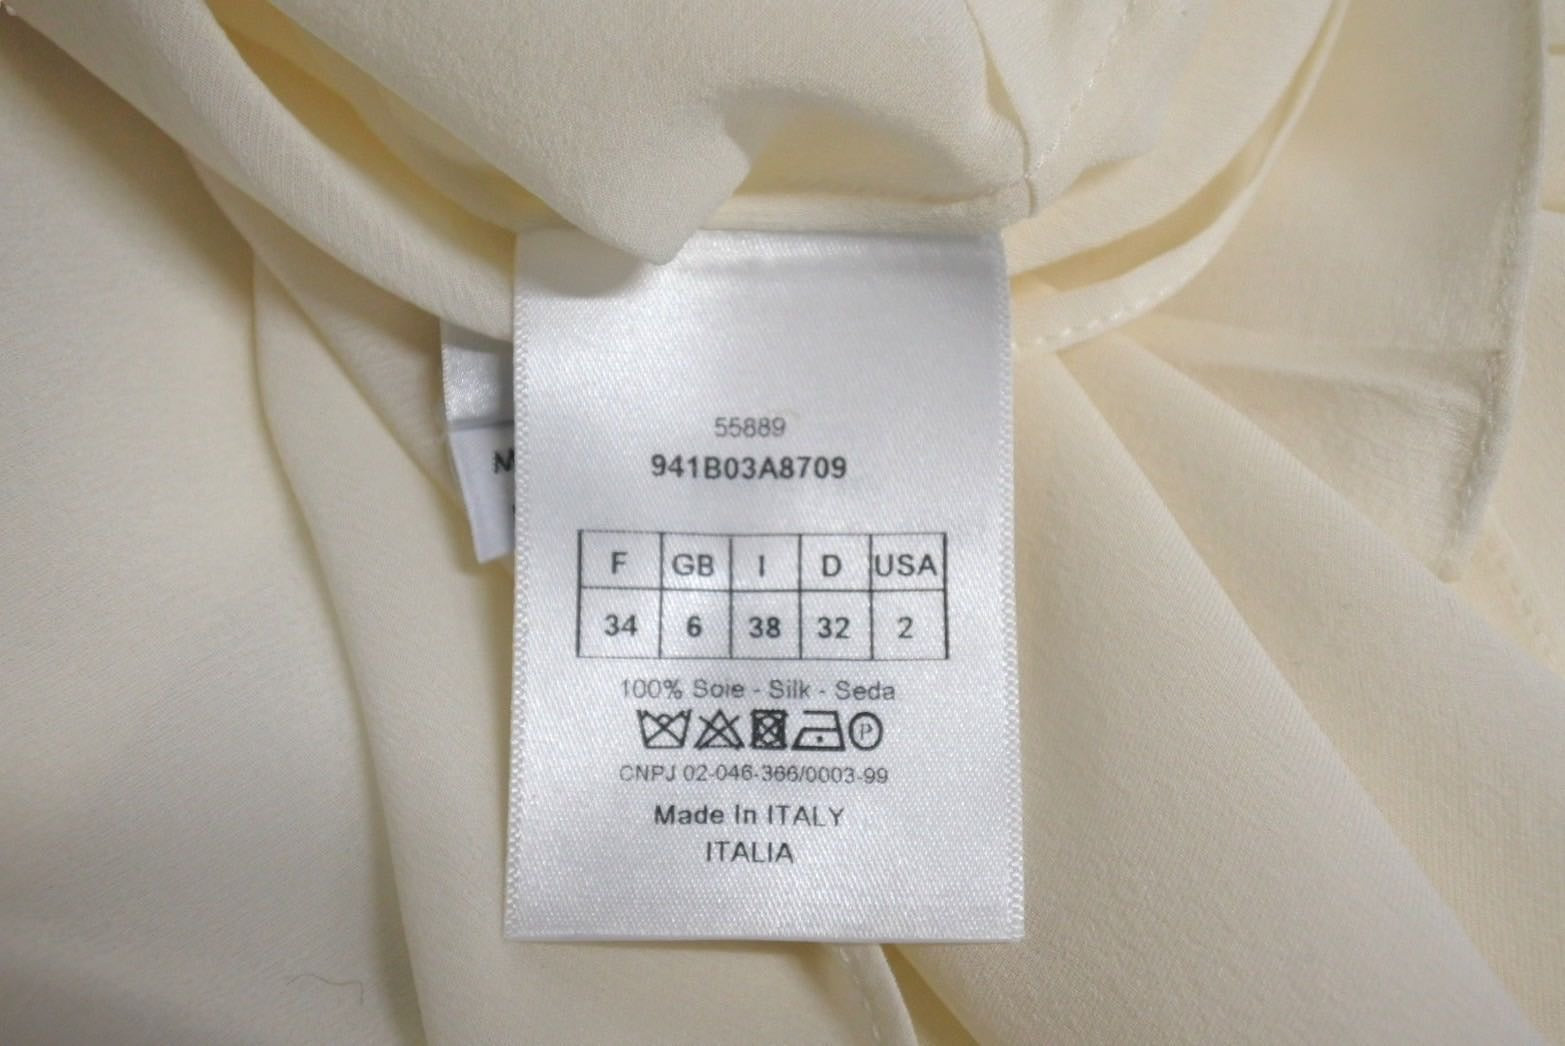 55889
941B03A8709
F GB I D USA
34 6 38 32 2
100% Soie - Silk - Seda
P
CNPJ 02-046-366/0003-99
Made In ITALY
ITALIA
M